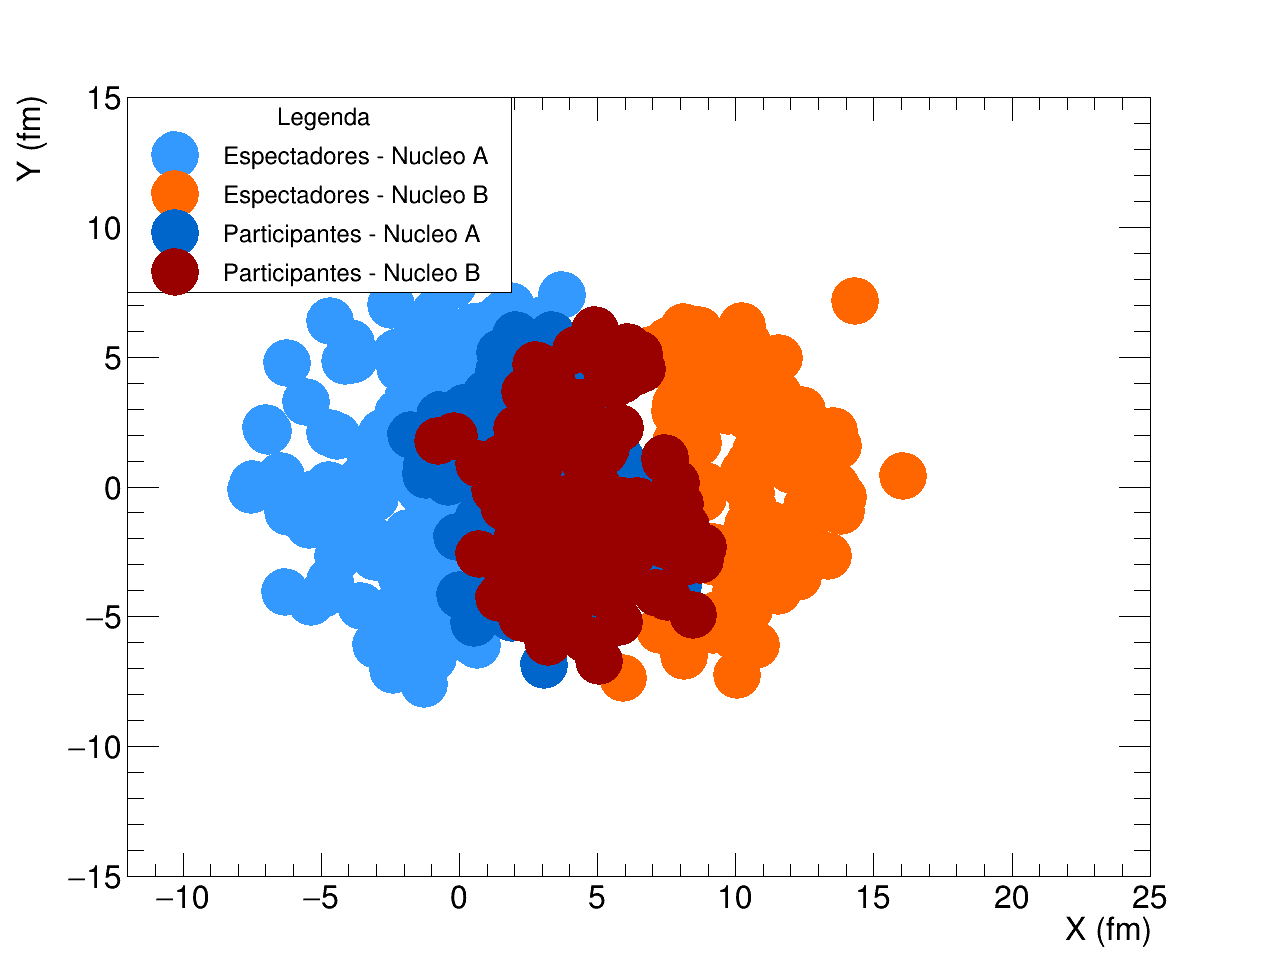 Y (fm)
15
10
5
0
−5
−10
−15
Legenda
Espectadores - Nucleo A
Espectadores - Nucleo B
Participantes - Nucleo A
Participantes - Nucleo B
−10 −5 0 5 10 15 20 25
X (fm)